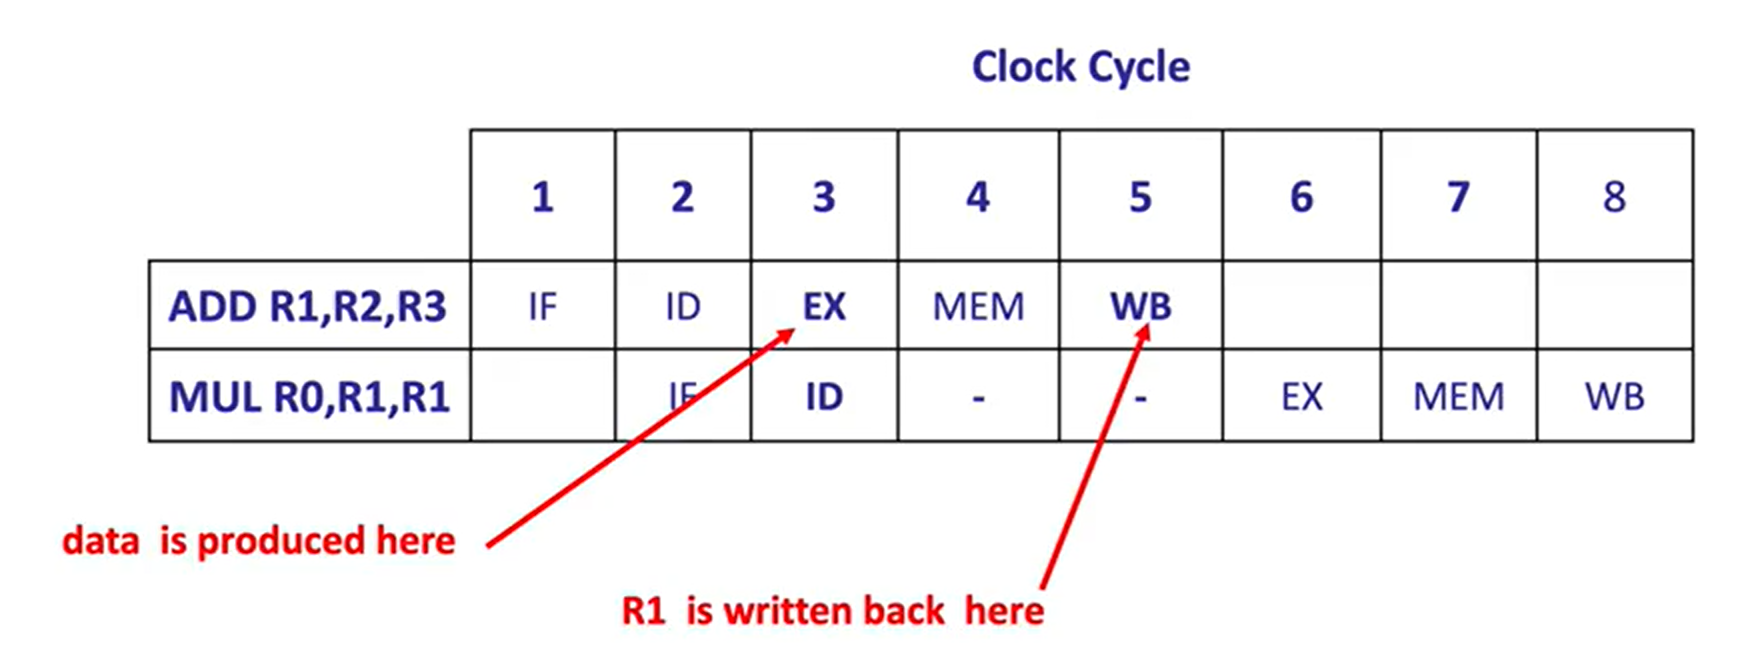 Clock Cycle
1 2 3 4 5 6 7 8
ADD R1,R2,R3 IF ID EX MEM WB
MUL R0,R1,R1 IF ID - - EX MEM WB
data is produced here
R1 is written back here